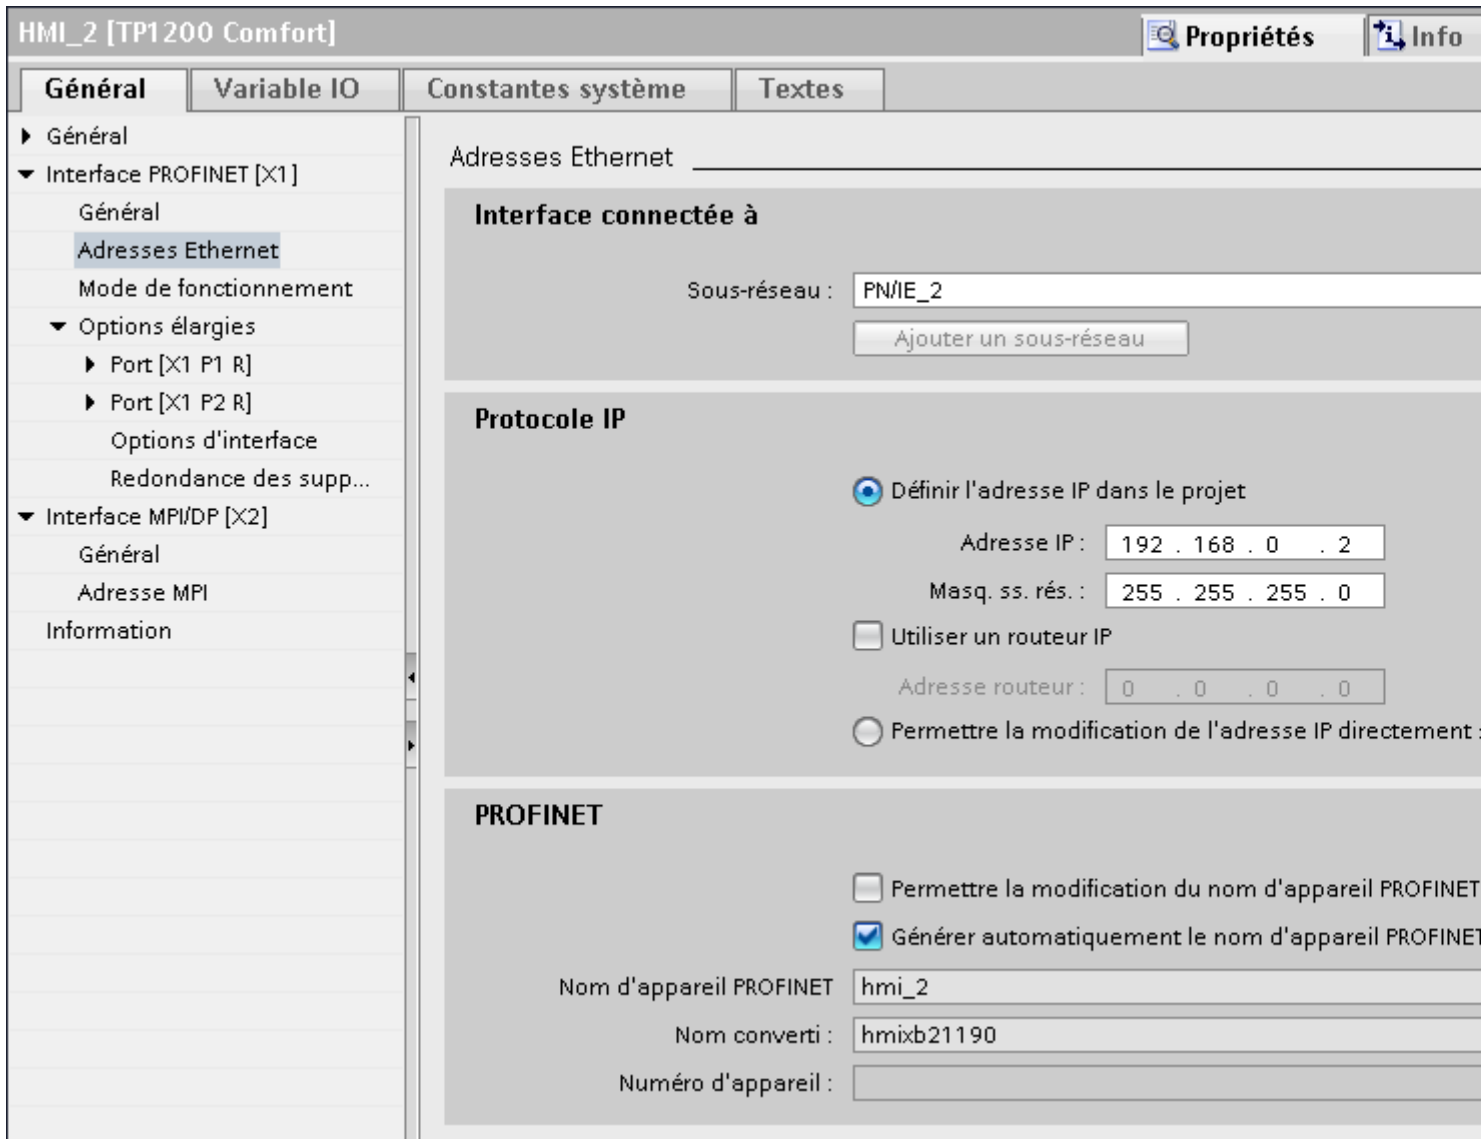 HMI_2 [TP1200 Comfort]
Propriétés
Info
Général
Variable IO
Constantes système
Textes
Général
Interface PROFINET [X1]
Général
Adresses Ethernet
Mode de fonctionnement
Options élargies
Port [X1 P1 R]
Port [X1 P2 R]
Options d'interface
Redondance des supp...
Interface MPI/DP [X2]
Général
Adresse MPI
Information
Adresses Ethernet
Interface connectée à
Sous-réseau : PN/IE_2
Ajouter un sous-réseau
Protocole IP
Définir l'adresse IP dans le projet
Adresse IP : 192 . 168 . 0 . 2
Masq. ss. rés. : 255 . 255 . 255 . 0
Utiliser un routeur IP
Adresse routeur : 0 . 0 . 0 . 0
Permettre la modification de l'adresse IP directement
PROFINET
Permettre la modification du nom d'appareil PROFINET
Générer automatiquement le nom d'appareil PROFINET
Nom d'appareil PROFINET hmi_2
Nom converti : hmixb21190
Numéro d'appareil :